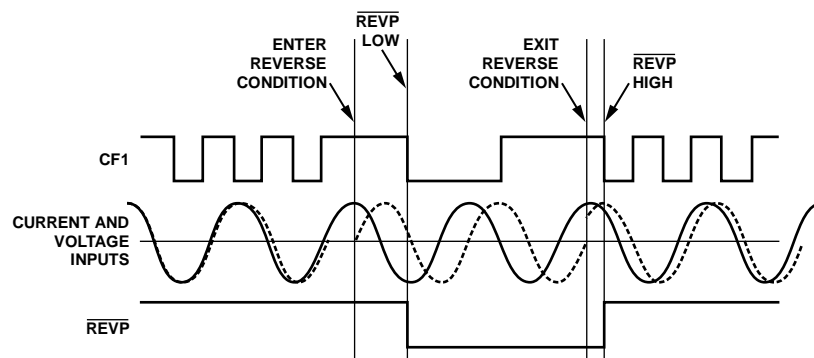 REVP
LOW
ENTER
REVERSE
CONDITION
EXIT
REVERSE
CONDITION
REVP
HIGH
CF1
CURRENT AND
VOLTAGE
INPUTS
REVP